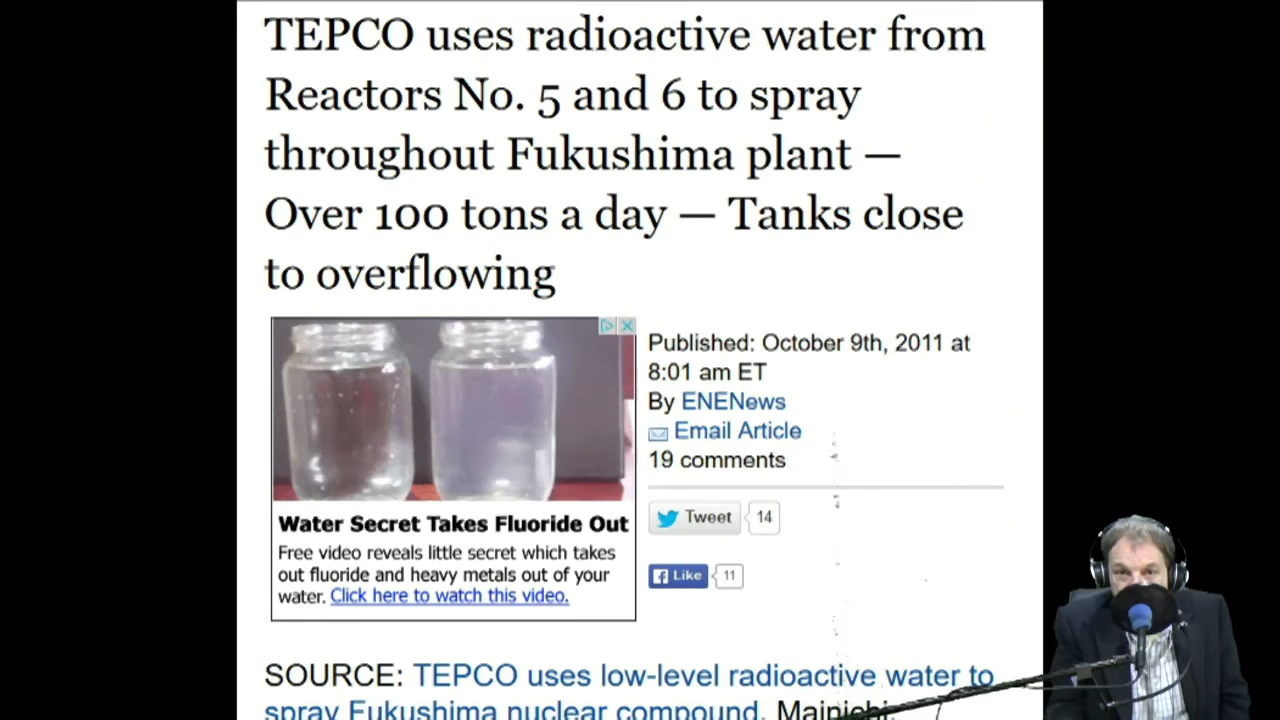 TEPCO uses radioactive water from
Reactors No. 5 and 6 to spray
throughout Fukushima plant —
Over 100 tons a day — Tanks close
to overflowing
Water Secret Takes Fluoride Out
Free video reveals little secret which takes
out fluoride and heavy metals out of your
water. Click here to watch this video.
Published: October 9th, 2011 at
8:01 am ET
By ENENews
Email Article
19 comments
Tweet 14
Like 11
SOURCE: TEPCO uses low-level radioactive water to
spray Fukushima nuclear compound, Mainichi,